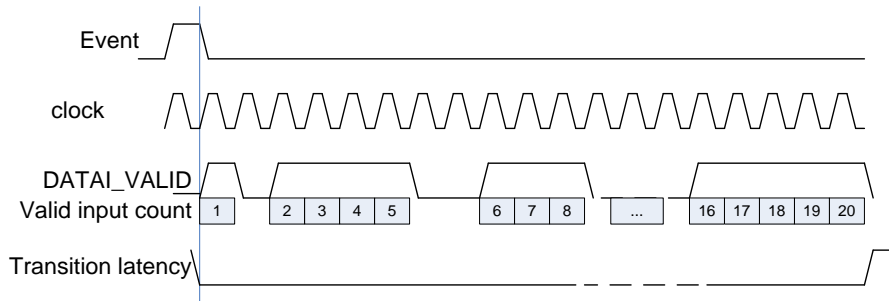 Event
clock
DATAI_VALID
Valid input count 1 2 3 4 5 6 7 8 ... 16 17 18 19 20
Transition latency